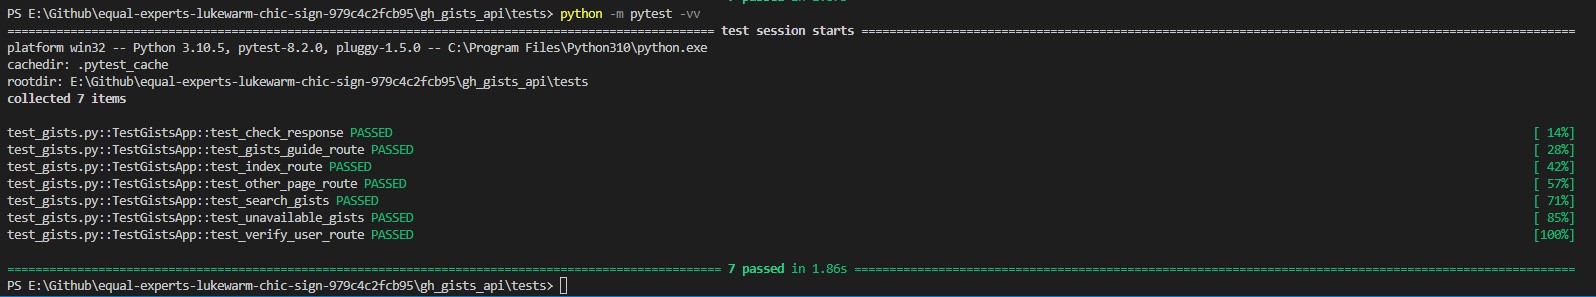 PS E:\Github\equal-experts-lukewarm-chic-sign-979c4c2fcb95\gh_gists_api\tests> python -m pytest -vv
================================================================================ test session starts ================================================================================
platform win32 -- Python 3.10.5, pytest-8.2.0, pluggy-1.5.0 -- C:\Program Files\Python310\python.exe
cachedir: .pytest_cache
rootdir: E:\Github\equal-experts-lukewarm-chic-sign-979c4c2fcb95\gh_gists_api\tests
collected 7 items
test_gists.py::TestGistsApp::test_check_response PASSED [ 14%]
test_gists.py::TestGistsApp::test_gists_guide_route PASSED [ 28%]
test_gists.py::TestGistsApp::test_index_route PASSED [ 42%]
test_gists.py::TestGistsApp::test_other_page_route PASSED [ 57%]
test_gists.py::TestGistsApp::test_search_gists PASSED [ 71%]
test_gists.py::TestGistsApp::test_unavailable_gists PASSED [ 85%]
test_gists.py::TestGistsApp::test_verify_user_route PASSED [100%]
================================================================================ 7 passed in 1.86s ================================================================================
PS E:\Github\equal-experts-lukewarm-chic-sign-979c4c2fcb95\gh_gists_api\tests>